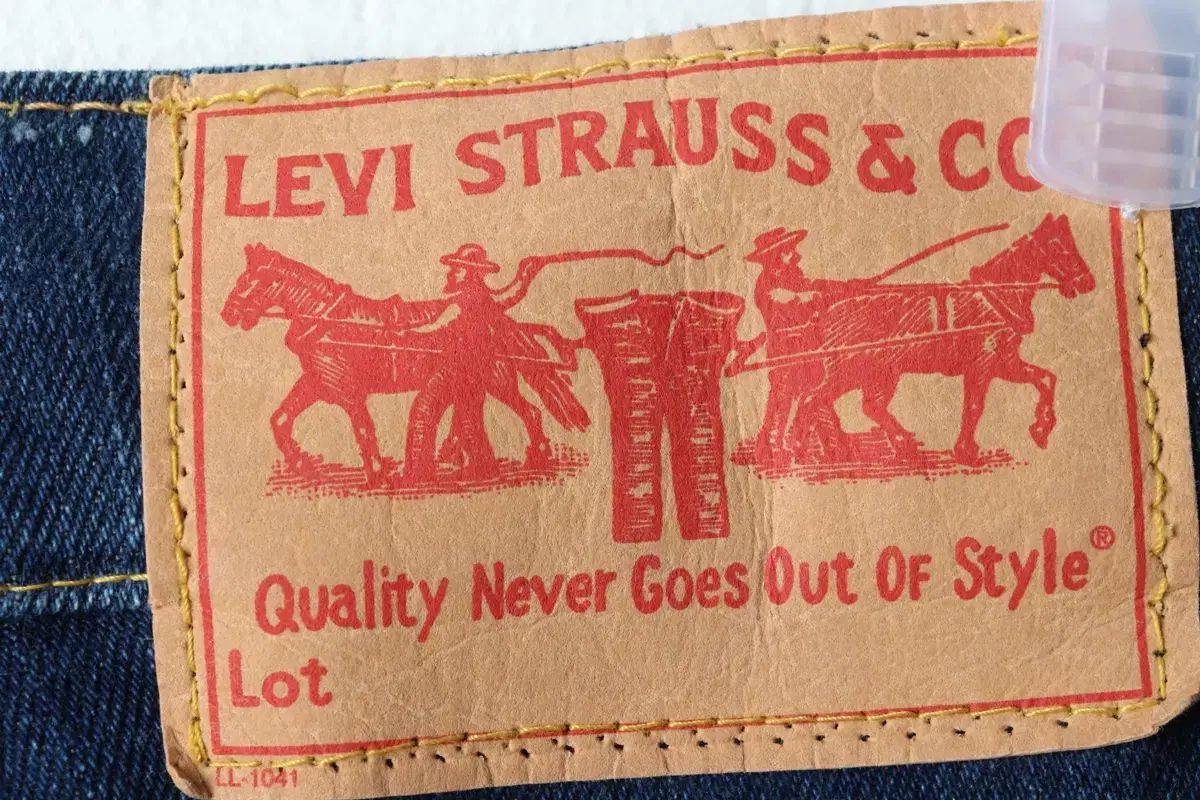 LEVI STRAUSS & CO
Quality Never Goes Out Of Style®
Lot
LL-1041